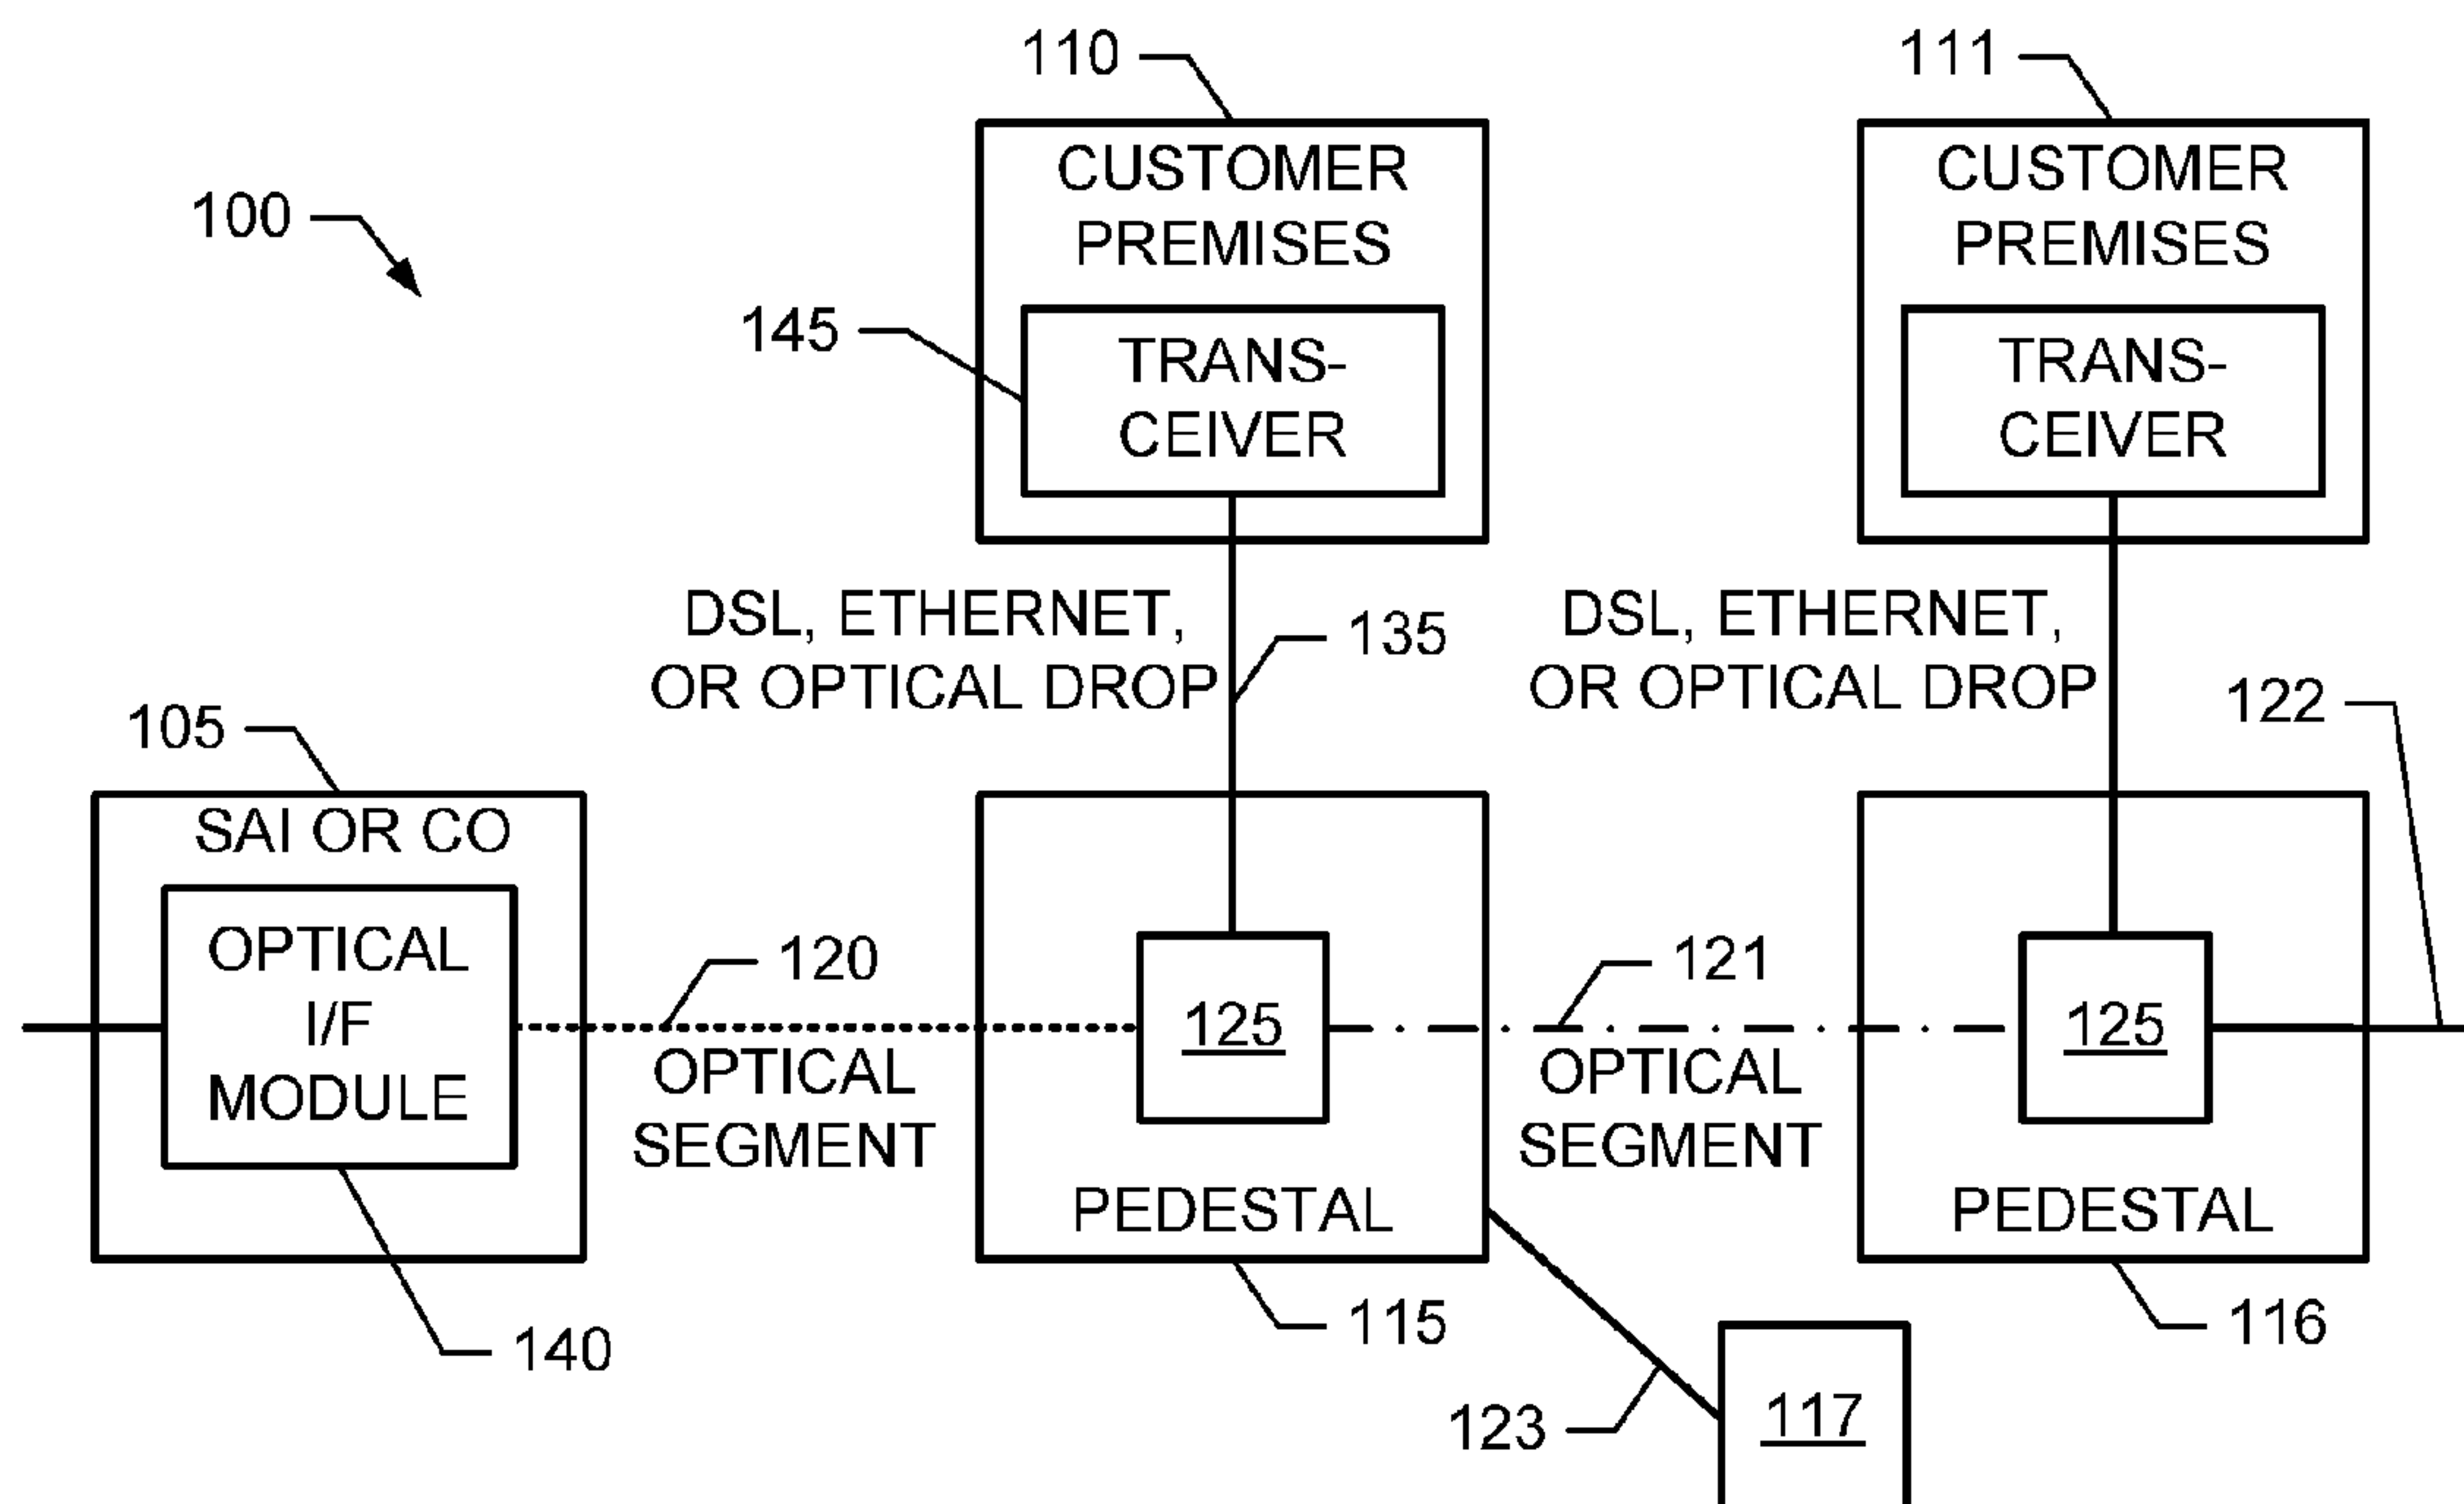 110
111
CUSTOMER
PREMISES
CUSTOMER
PREMISES
100
145
TRANS-
CEIVER
TRANS-
CEIVER
DSL, ETHERNET,
OR OPTICAL DROP
135
DSL, ETHERNET,
OR OPTICAL DROP
122
105
SAI OR CO
OPTICAL
I/F
MODULE
120
OPTICAL
SEGMENT
125
121
OPTICAL
SEGMENT
125
PEDESTAL
PEDESTAL
140
115
116
123
117